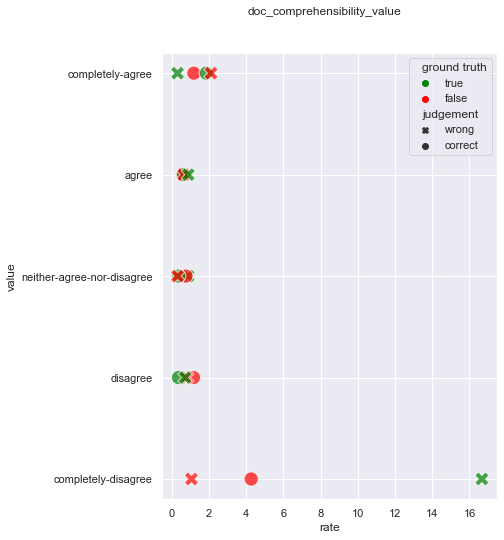 doc_comprehensibility_value
completely-agree
agree
neither-agree-nor-disagree
disagree
completely-disagree
value
0 2 4 6 8 10 12 14 16
rate
ground truth
true
false
judgement
wrong
correct